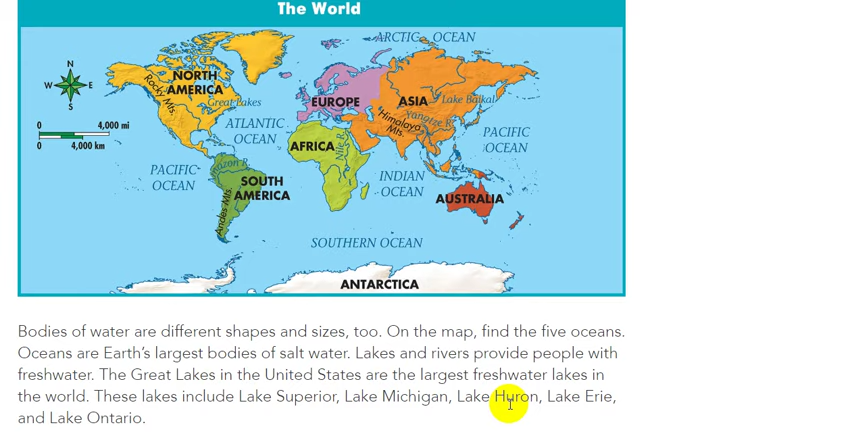 The World
ARCTIC OCEAN
N
W E
S
NORTH
AMERICA
Rocky Mts.
Great Lakes
EUROPE
ASIA
Lake Baikal
Himalaya
Mts.
Yangtze R.
0 4,000 mi
0 4,000 km
ATLANTIC
OCEAN
AFRICA
Nile R.
PACIFIC
OCEAN
PACIFIC
OCEAN
Amazon R.
SOUTH
AMERICA
Andes Mts.
INDIAN
OCEAN
AUSTRALIA
SOUTHERN OCEAN
ANTARCTICA
Bodies of water are different shapes and sizes, too. On the map, find the five oceans.
Oceans are Earth's largest bodies of salt water. Lakes and rivers provide people with
freshwater. The Great Lakes in the United States are the largest freshwater lakes in
the world. These lakes include Lake Superior, Lake Michigan, Lake Huron, Lake Erie,
and Lake Ontario.